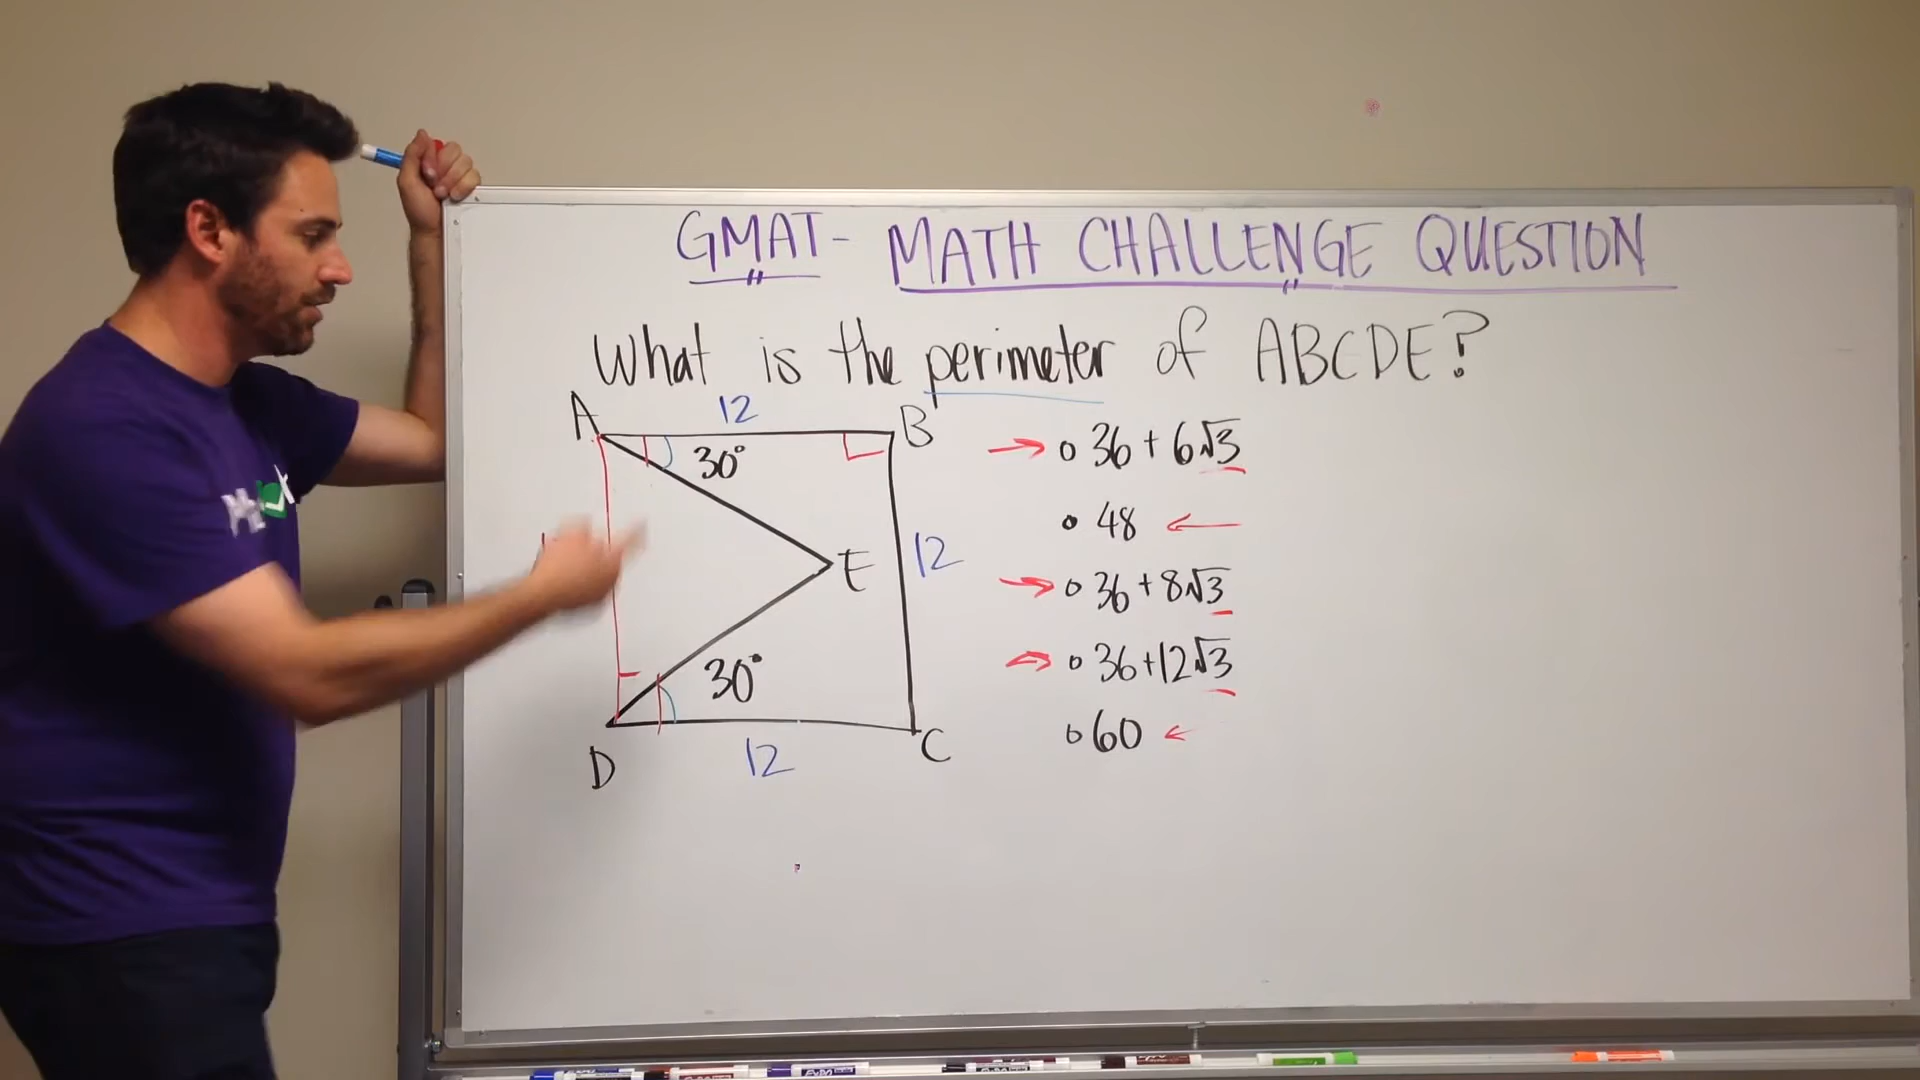 GMAT - MATH CHALLENGE QUESTION
What is the perimeter of ABCDE?
A 12 B
30°
36 + 6√3
48
E 12
36 + 8√3
30°
36 + 12√3
60
D 12 C